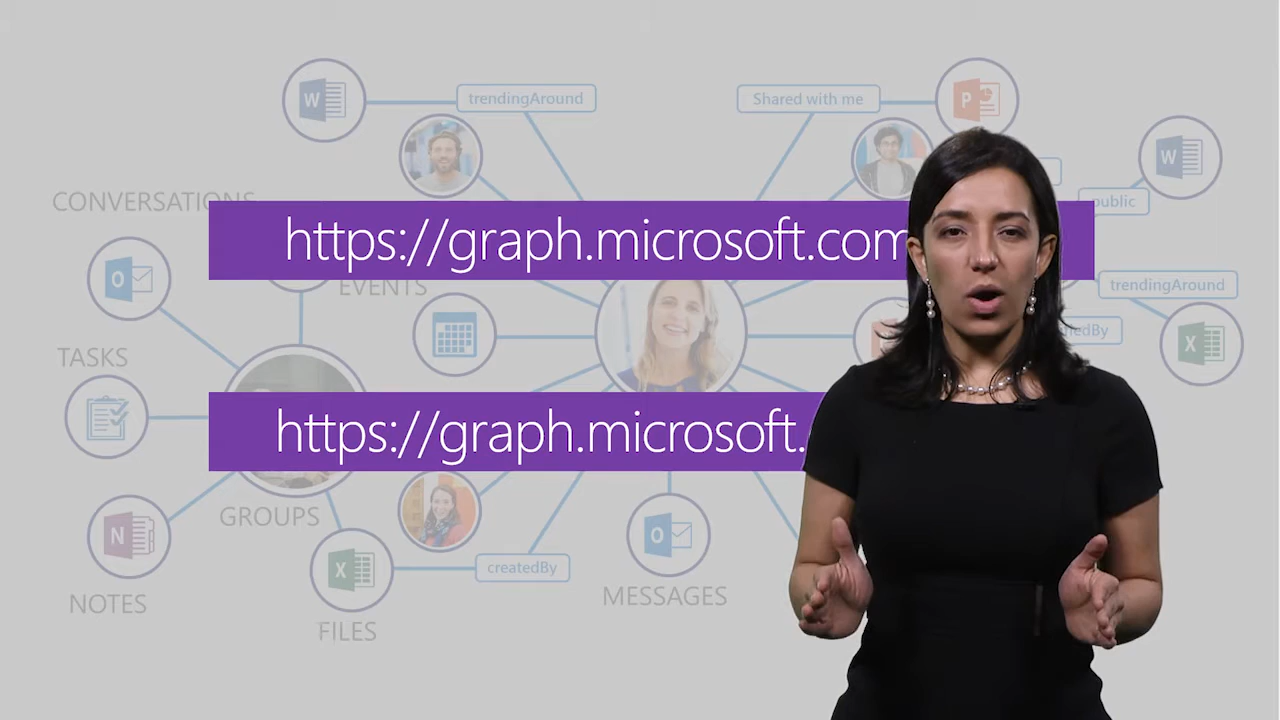 W
trendingAround
Shared with me
P
W
CONVERSATIONS
public
https://graph.microsoft.com
O
EVENTS
trendingAround
TASKS
X
https://graph.microsoft.
N
GROUPS
O
X
createdBy
NOTES
MESSAGES
FILES